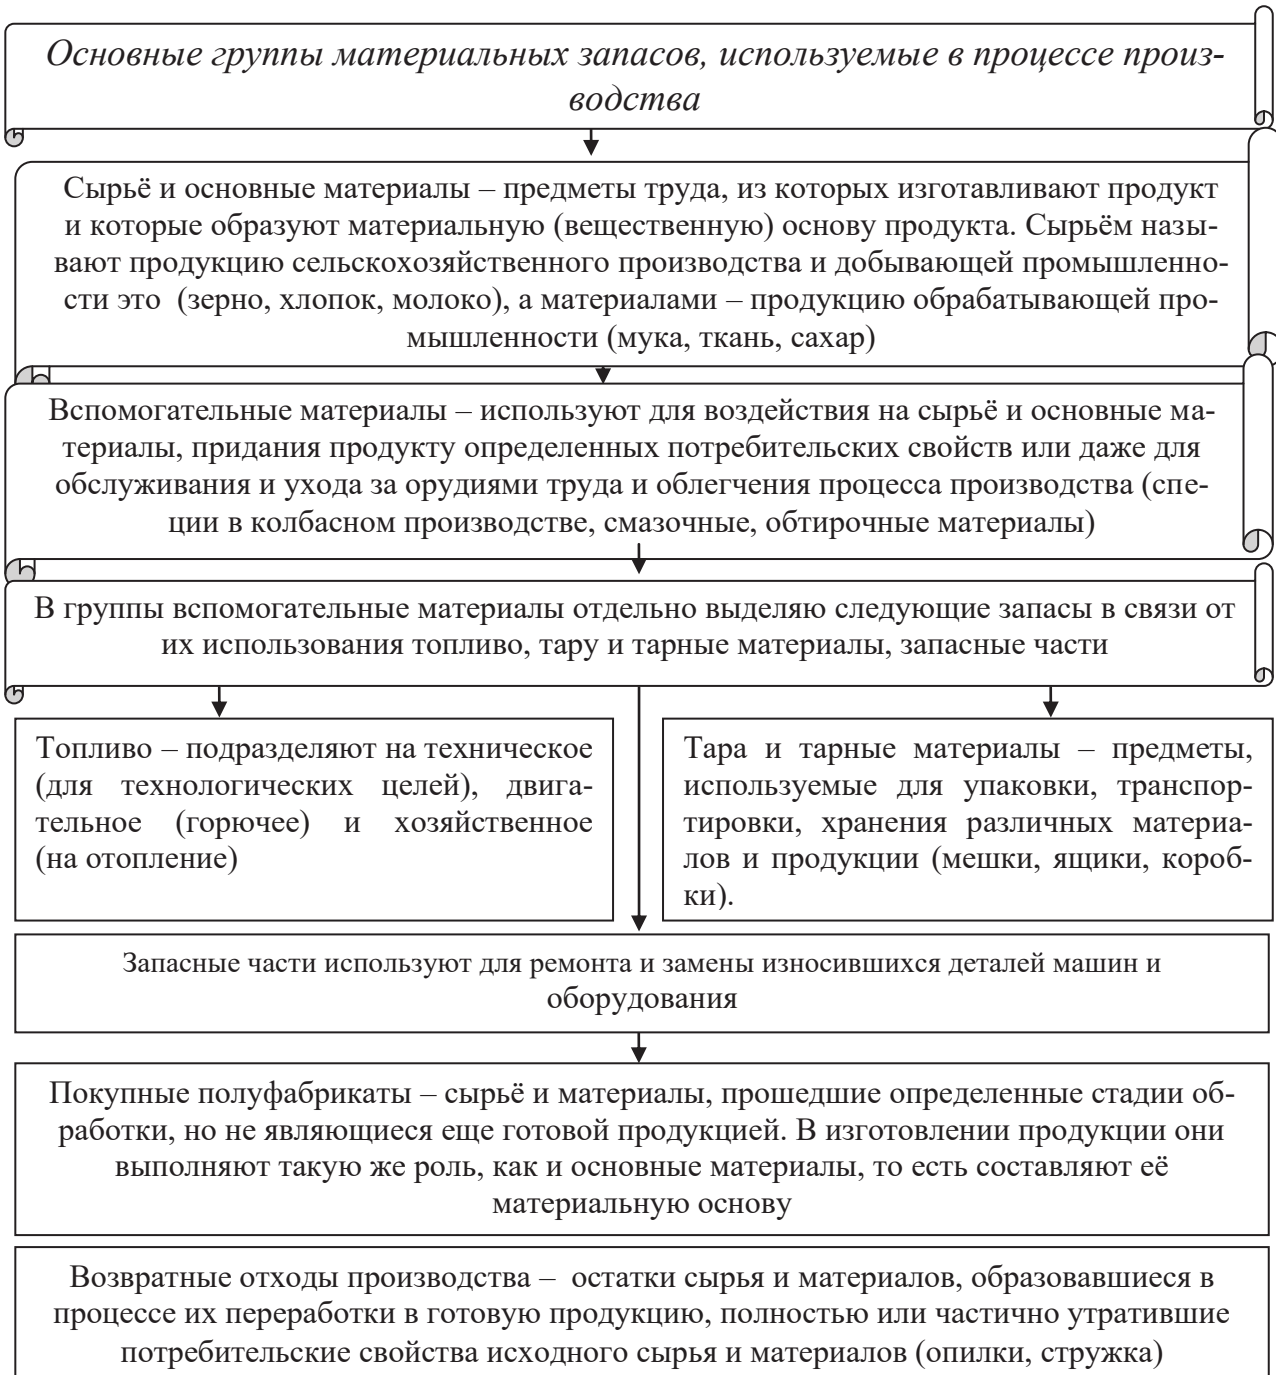 Основные группы материальных запасов, используемые в процессе произ-
водства
Сырьё и основные материалы – предметы труда, из которых изготавливают продукт
и которые образуют материальную (вещественную) основу продукта. Сырьём назы-
вают продукцию сельскохозяйственного производства и добывающей промышленно-
сти это  (зерно, хлопок, молоко), а материалами – продукцию обрабатывающей про-
мышленности (мука, ткань, сахар)
Вспомогательные материалы – используют для воздействия на сырьё и основные ма-
териалы, придания продукту определенных потребительских свойств или даже для
обслуживания и ухода за орудиями труда и облегчения процесса производства (спе-
ции в колбасном производстве, смазочные, обтирочные материалы)
В группы вспомогательные материалы отдельно выделяю следующие запасы в связи от
их использования топливо, тару и тарные материалы, запасные части
Топливо – подразделяют на техническое
(для технологических целей), двига-
тельное (горючее) и хозяйственное
(на отопление)
Тара и тарные материалы – предметы,
используемые для упаковки, транспор-
тировки, хранения различных материа-
лов и продукции (мешки, ящики, короб-
ки).
Запасные части используют для ремонта и замены износившихся деталей машин и
оборудования
Покупные полуфабрикаты – сырьё и материалы, прошедшие определенные стадии об-
работки, но не являющиеся еще готовой продукцией. В изготовлении продукции они
выполняют такую же роль, как и основные материалы, то есть составляют её
материальную основу
Возвратные отходы производства –  остатки сырья и материалов, образовавшиеся в
процессе их переработки в готовую продукцию, полностью или частично утратившие
потребительские свойства исходного сырья и материалов (опилки, стружка)